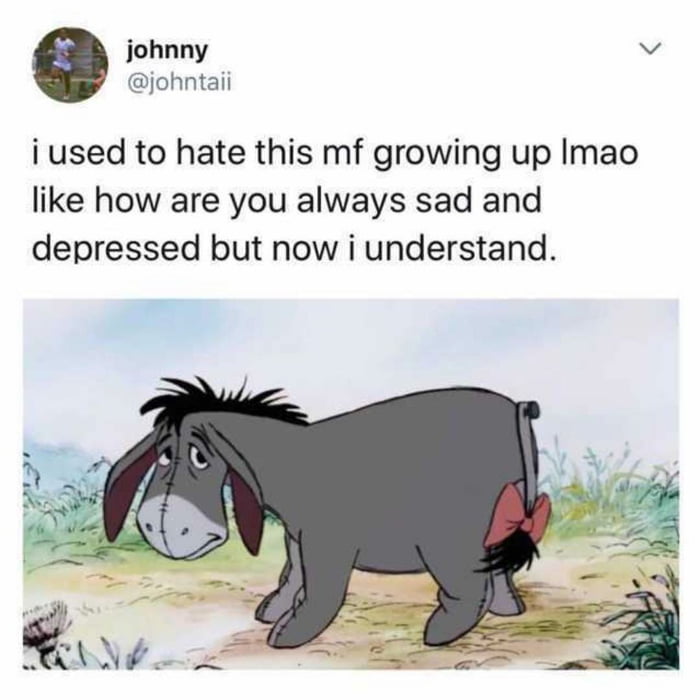 johnny
@johntaii
i used to hate this mf growing up lmao
like how are you always sad and
depressed but now i understand.